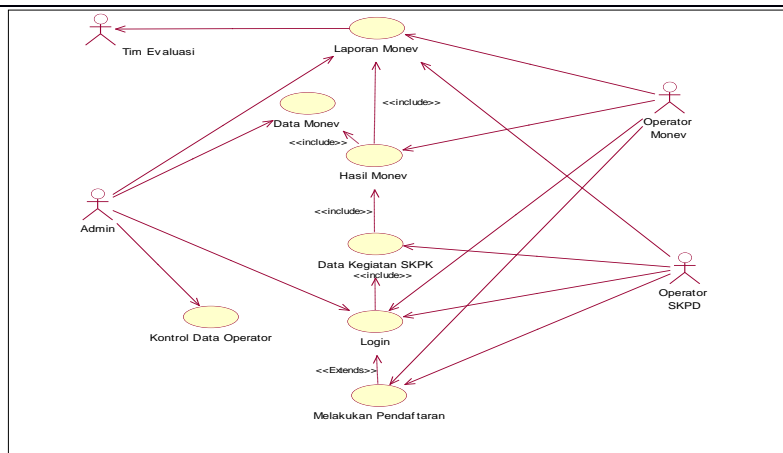 Tim Evaluasi
Laporan Monev
<<include>>
Data Monev
<<include>>
Operator
Monev
Hasil Monev
Admin
<<include>>
Data Kegiatan SKPK
<<include>>
Operator
SKPD
Kontrol Data Operator
Login
<<Extends>>
Melakukan Pendaftaran